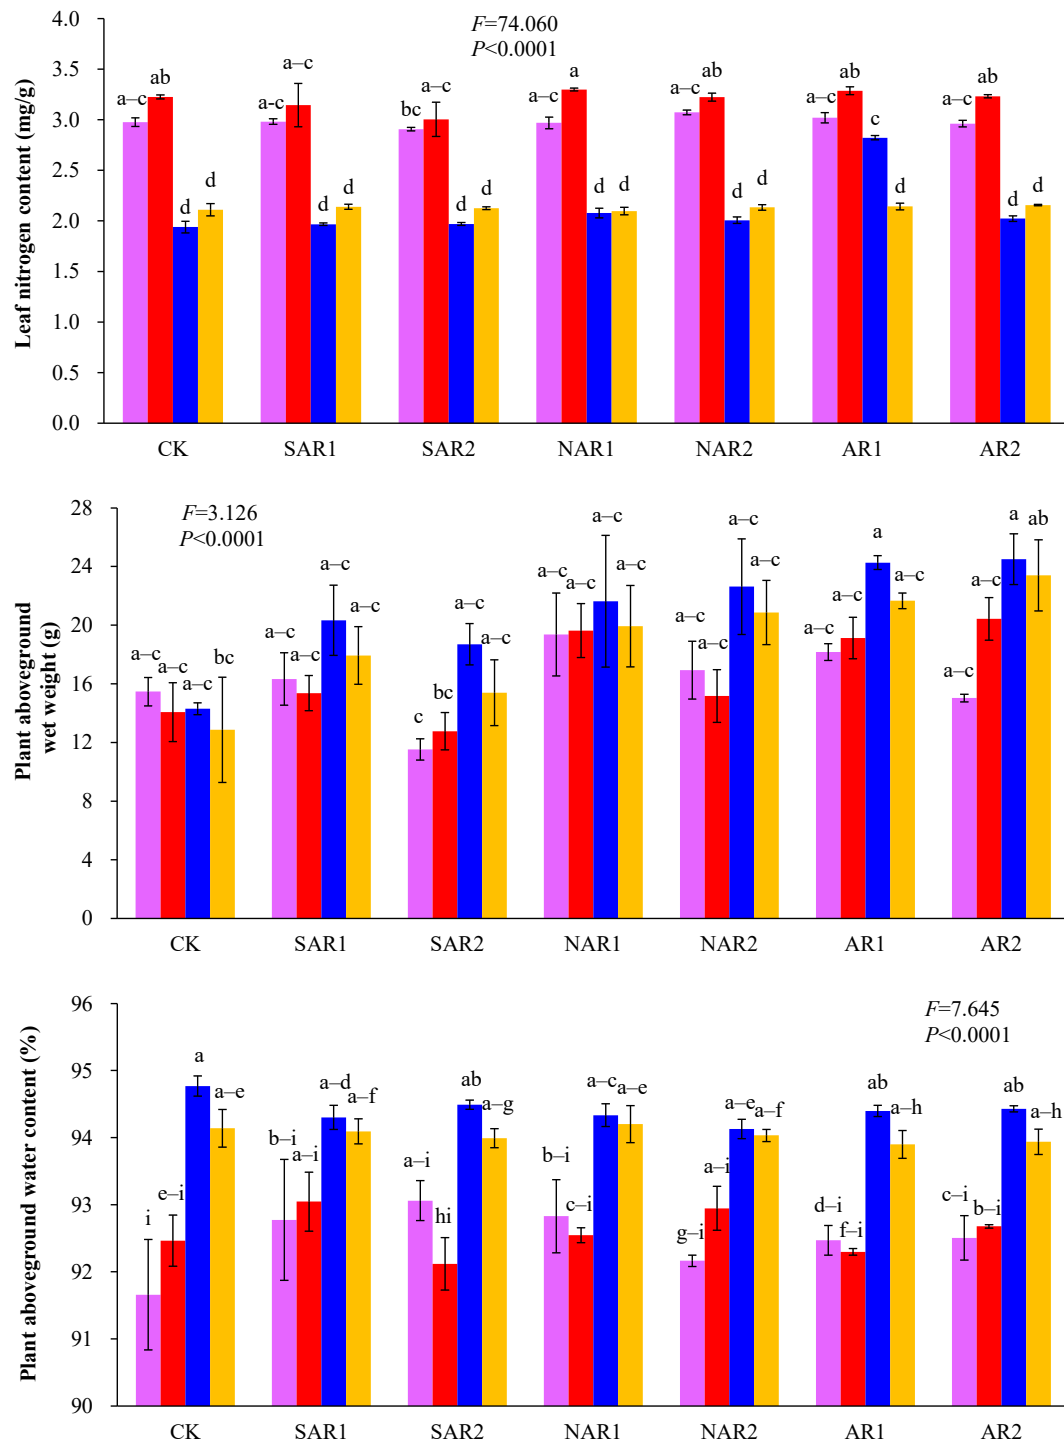 4.0
3.5
3.0
2.5
2.0
1.5
1.0
0.5
0.0
Leaf nitrogen content (mg/g)
F=74.060
P<0.0001
a–c ab d d
a-c a–c d d
bc a–c d d
a–c a d d
a–c ab d d
a–c ab c d
a–c ab d d
CK SAR1 SAR2 NAR1 NAR2 AR1 AR2
28
24
20
16
12
8
4
0
Plant aboveground
wet weight (g)
F=3.126
P<0.0001
a–c a–c a–c bc
a–c a–c a–c a–c
c bc a–c a–c
a–c a–c a–c a–c
a–c a–c a–c a–c
a–c a–c a a–c
a–c a–c a ab
CK SAR1 SAR2 NAR1 NAR2 AR1 AR2
96
95
94
93
92
91
90
Plant aboveground water content (%)
F=7.645
P<0.0001
i e–i a a–e
b–i a–i a–d a–f
a–i hi ab a–g
b–i c–i a–c a–e
g–i a–i a–e a–f
d–i f–i ab a–h
c–i b–i ab a–h
CK SAR1 SAR2 NAR1 NAR2 AR1 AR2